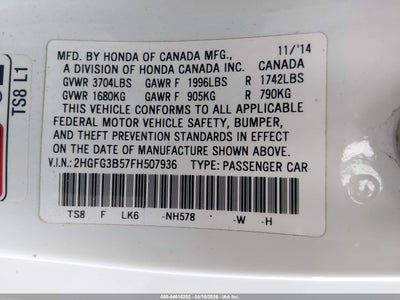 TS8 L1
MFD. BY HONDA OF CANADA MFG., 11/'14
A DIVISION OF HONDA CANADA INC. CANADA
GVWR 3704LBS GAWR F 1996LBS R 1742LBS
GVWR 1680KG GAWR F 905KG R 790KG
THIS VEHICLE CONFORMS TO ALL APPLICABLE
FEDERAL MOTOR VEHICLE SAFETY, BUMPER,
AND THEFT PREVENTION STANDARDS IN EFFECT
ON THE DATE OF MANUFACTURE SHOWN ABOVE.
V.I.N: 2HGFG3B57FH507936 TYPE: PASSENGER CAR
TS8 F LK6 -NH578 -W -H